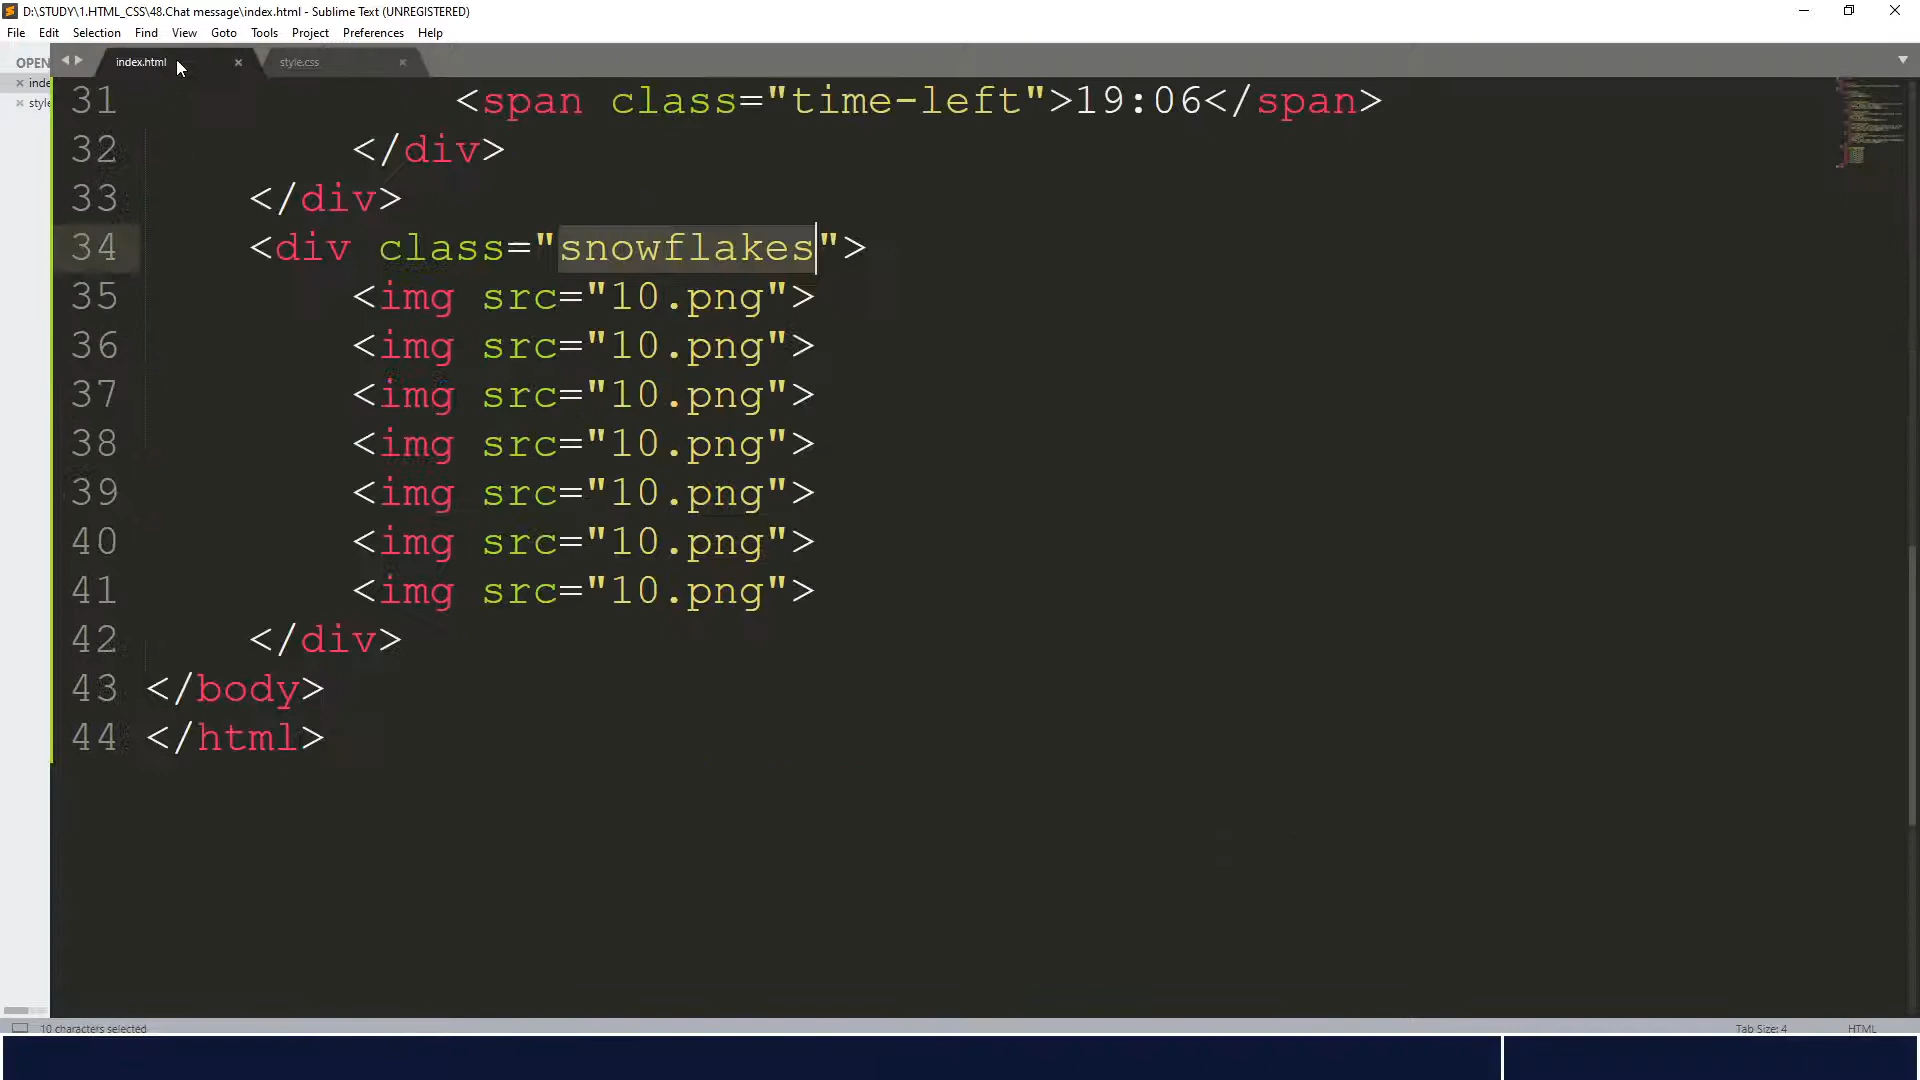 D:\STUDY\1.HTML_CSS\48.Chat message\index.html - Sublime Text (UNREGISTERED)
File Edit Selection Find View Goto Tools Project Preferences Help
OPEN
inde
style
index.html
style.css
31 <span class="time-left">19:06</span>
32 </div>
33 </div>
34 <div class="snowflakes">
35 <img src="10.png">
36 <img src="10.png">
37 <img src="10.png">
38 <img src="10.png">
39 <img src="10.png">
40 <img src="10.png">
41 <img src="10.png">
42 </div>
43 </body>
44 </html>
10 characters selected
Tab Size: 4
HTML